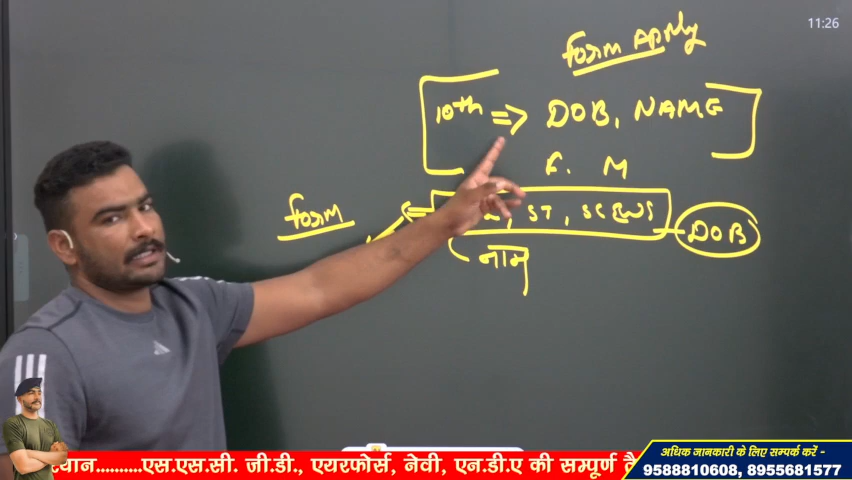 11:26
Form Apply
10th => DOB, NAME
F. M
Form
, ST, SC EWS
DOB
नाम
अधिक जानकारी के लिए सम्पर्क करें -
..........एस.एस.सी. जी.डी., एयरफोर्स, नेवी, एन.डी.ए की सम्पूर्ण
9588810608, 8955681577